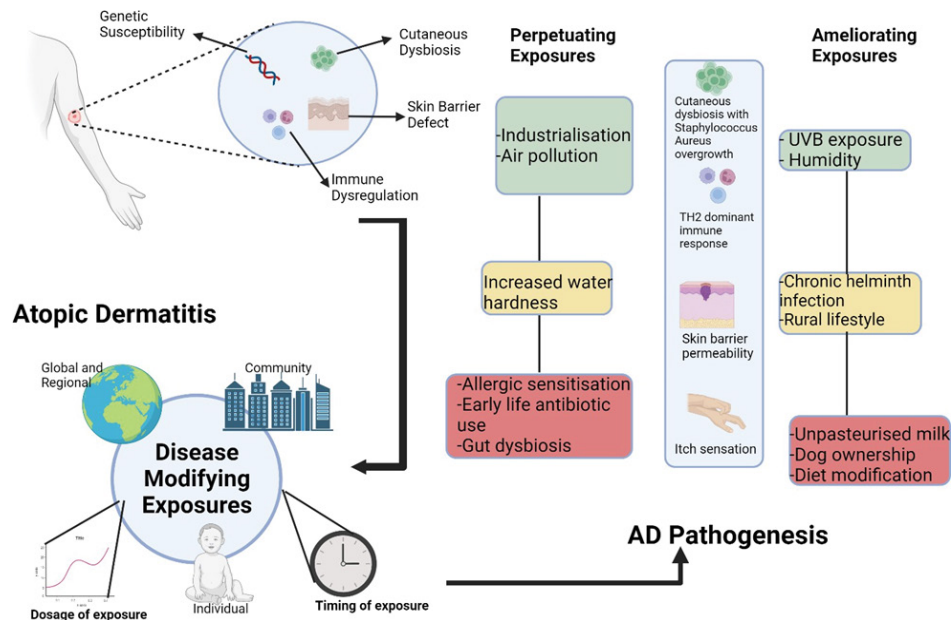 Genetic
Susceptibility
Cutaneous
Dysbiosis
Skin Barrier
Defect
Immune
Dysregulation
Atopic Dermatitis
Global and
Regional
Community
Disease
Modifying
Exposures
Individual
Dosage of exposure
Timing of exposure
Perpetuating
Exposures
-Industrialisation
-Air pollution
Increased water
hardness
-Allergic sensitisation
-Early life antibiotic
use
-Gut dysbiosis
Cutaneous
dysbiosis with
Staphylococcus
Aureus
overgrowth
TH2 dominant
immune
response
Skin barrier
permeability
Itch sensation
Ameliorating
Exposures
- UVB exposure
- Humidity
-Chronic helminth
infection
-Rural lifestyle
-Unpasteurised milk
-Dog ownership
-Diet modification
AD Pathogenesis